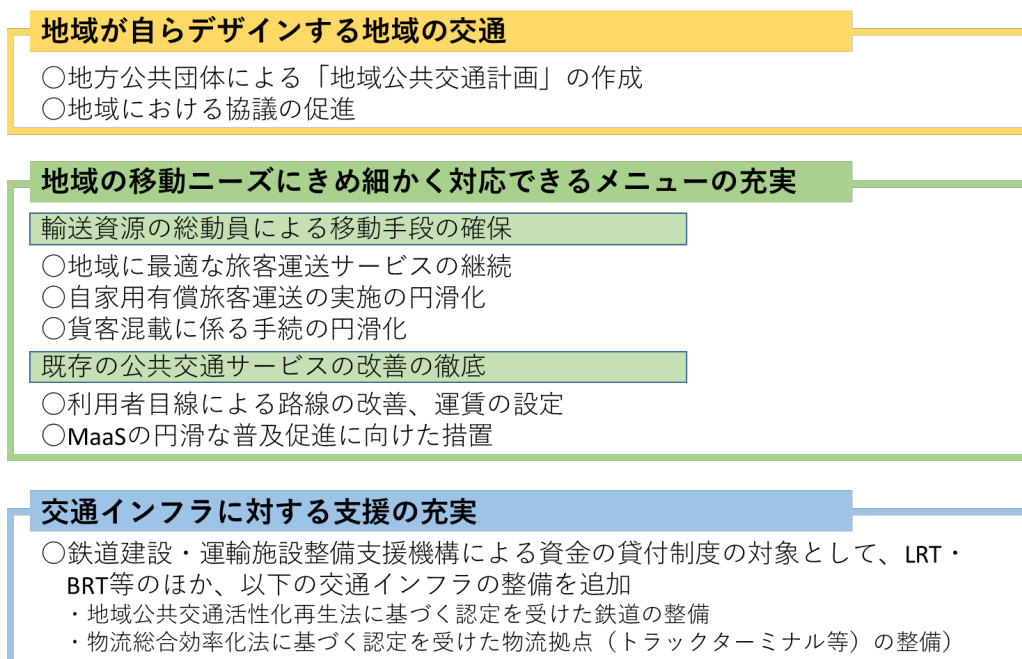 地域が自らデザインする地域の交通
○地方公共団体による「地域公共交通計画」の作成
○地域における協議の促進
地域の移動ニーズにきめ細かく対応できるメニューの充実
輸送資源の総動員による移動手段の確保
○地域に最適な旅客運送サービスの継続
○自家用有償旅客運送の実施の円滑化
○貨客混載に係る手続の円滑化
既存の公共交通サービスの改善の徹底
○利用者目線による路線の改善、運賃の設定
○MaaSの円滑な普及促進に向けた措置
交通インフラに対する支援の充実
○鉄道建設・運輸施設整備支援機構による資金の貸付制度の対象として、LRT・
BRT等のほか、以下の交通インフラの整備を追加
・地域公共交通活性化再生法に基づく認定を受けた鉄道の整備
・物流総合効率化法に基づく認定を受けた物流拠点（トラックターミナル等）の整備）